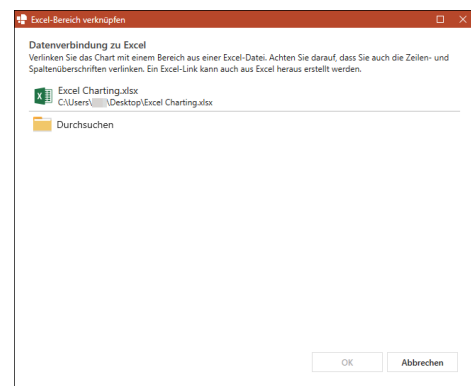 Excel-Bereich verknüpfen
Datenverbindung zu Excel
Verlinken Sie das Chart mit einem Bereich aus einer Excel-Datei. Achten Sie darauf, dass Sie auch die Zeilen- und
Spaltenüberschriften verlinken. Ein Excel-Link kann auch aus Excel heraus erstellt werden.
Excel Charting.xlsx
C:\Users\ \Desktop\Excel Charting.xlsx
Durchsuchen
OK Abbrechen